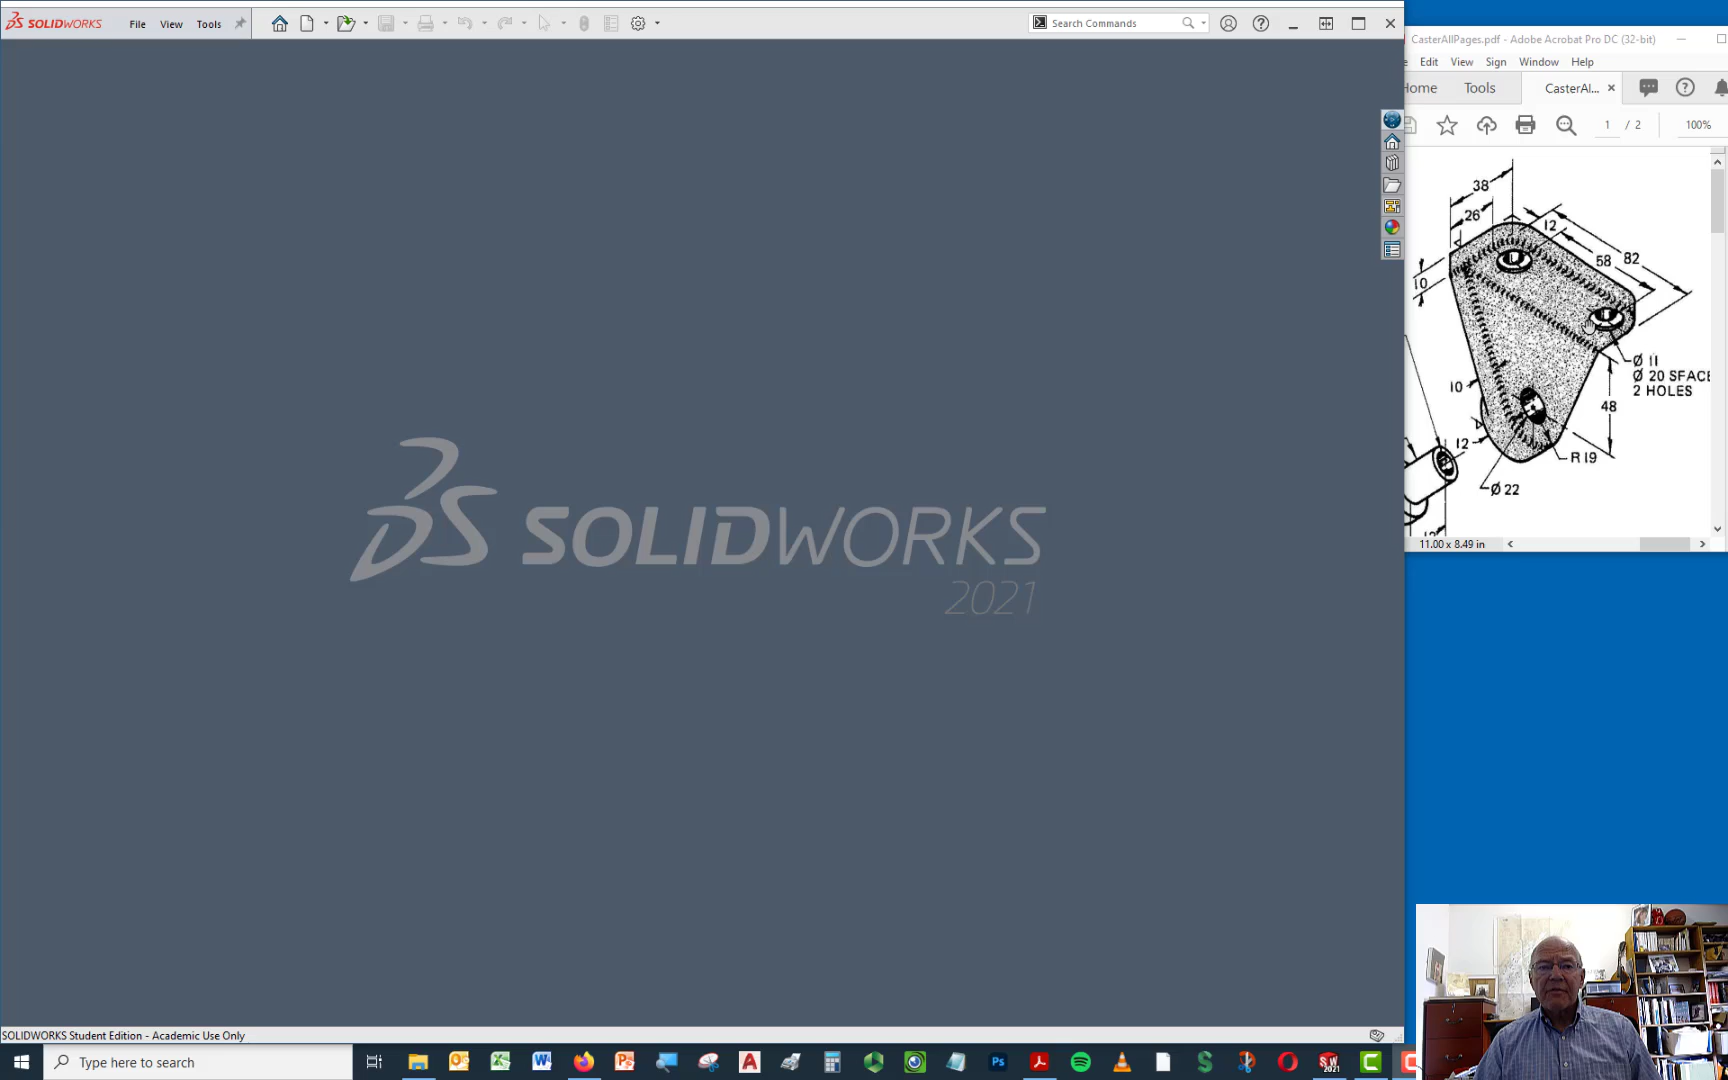 SOLIDWORKS
File
View
Tools
Search Commands
CasterAllPages.pdf - Adobe Acrobat Pro DC (32-bit)
Edit
View
Sign
Window
Help
Home
Tools
CasterAl...
1
/ 2
100%
38
26
12
58
82
10
Ø 11
Ø 20 SFACE
2 HOLES
10
48
12
R 19
Ø 22
11.00 x 8.49 in
SOLIDWORKS
2021
SOLIDWORKS Student Edition - Academic Use Only
Type here to search